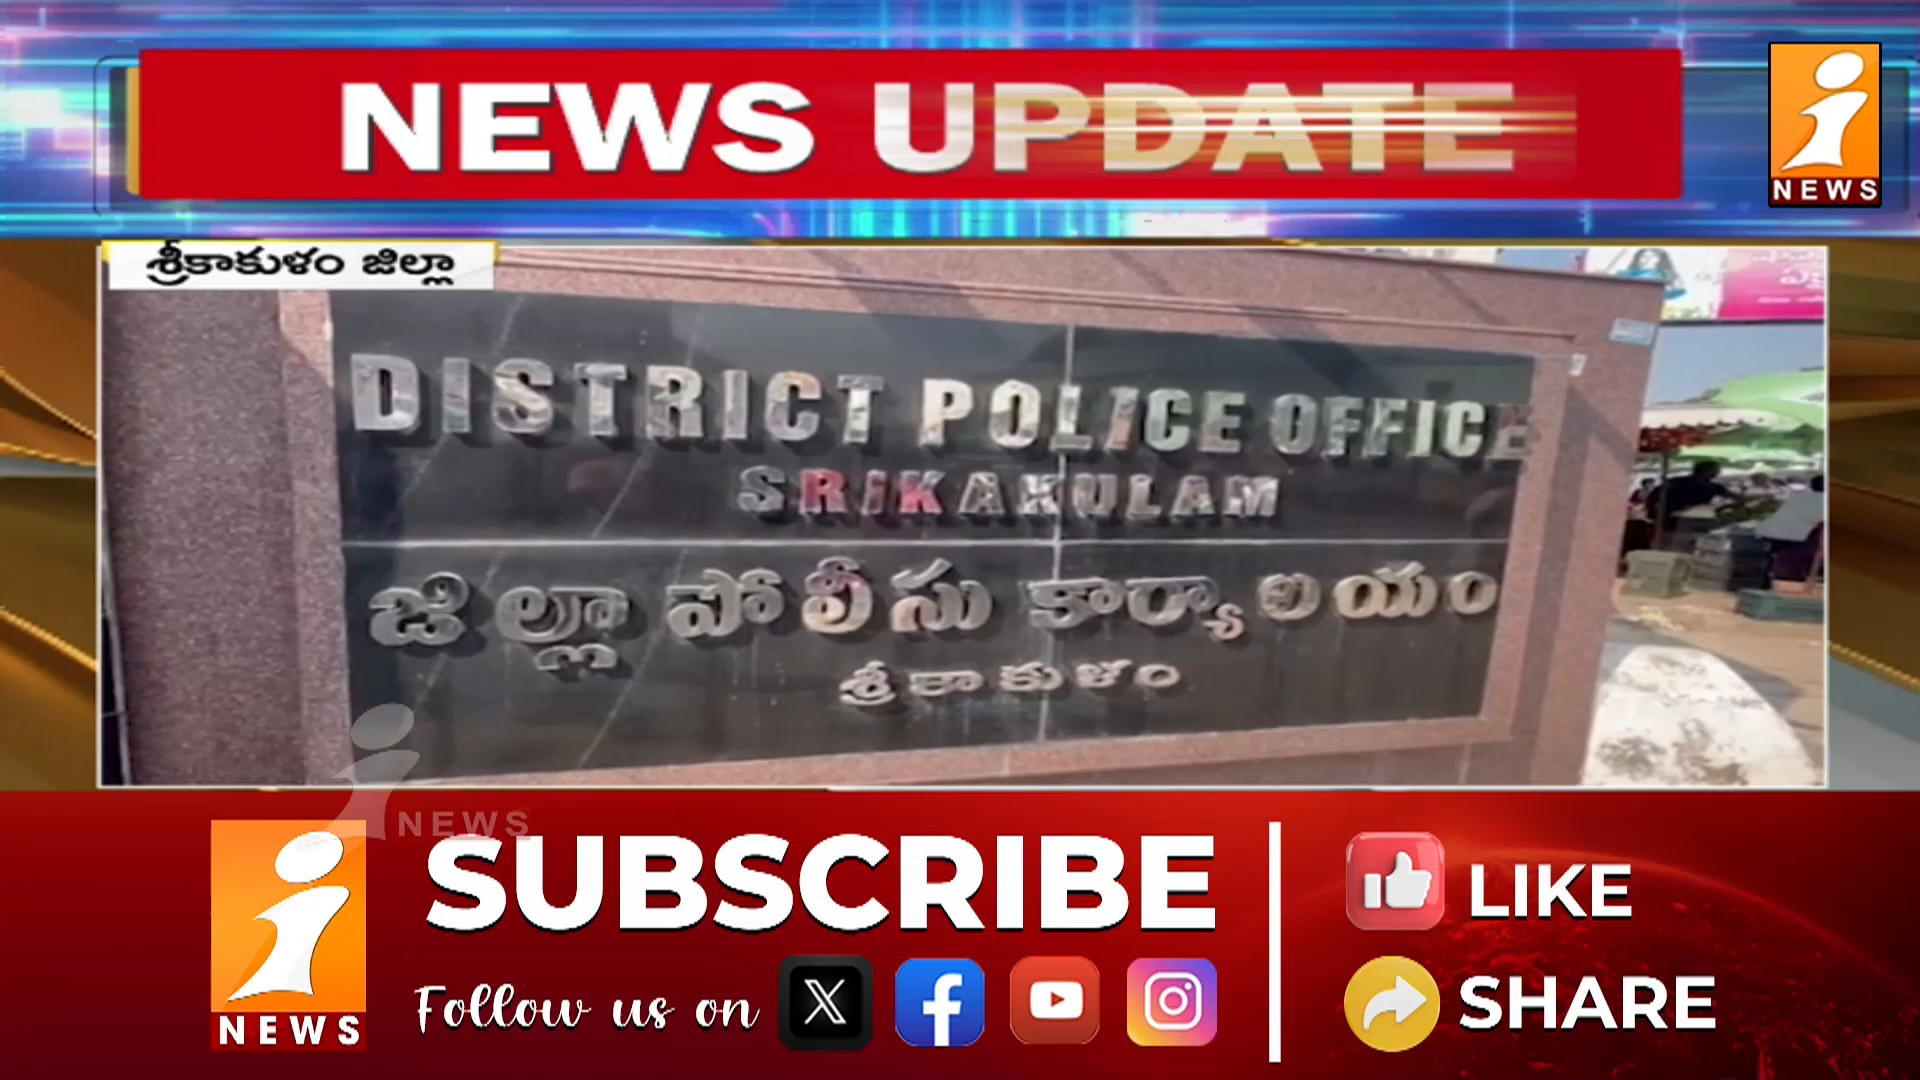 NEWS UPDATE
NEWS
శ్రీకాకుళం జిల్లా
DISTRICT POLICE OFFICE
SRIKAKULAM
జిల్లా పోలీసు కార్యాలయం
శ్రీకాకుళం
NEWS
SUBSCRIBE
LIKE
Follow us on
SHARE
NEWS